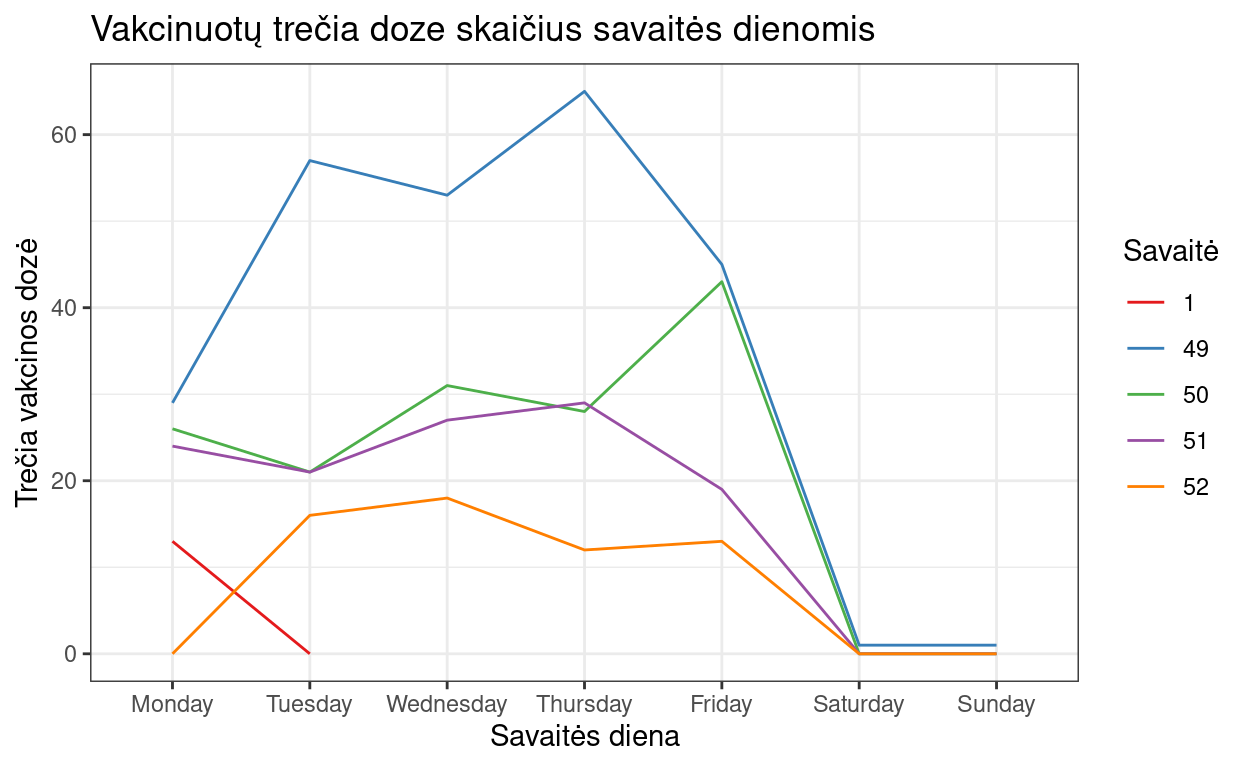 Vakcinuotų trečia doze skaičius savaitės dienomis
Trečia vakcinos dozė
60
40
20
0
Monday
Tuesday
Wednesday
Thursday
Friday
Saturday
Sunday
Savaitės diena
Savaitė
1
49
50
51
52